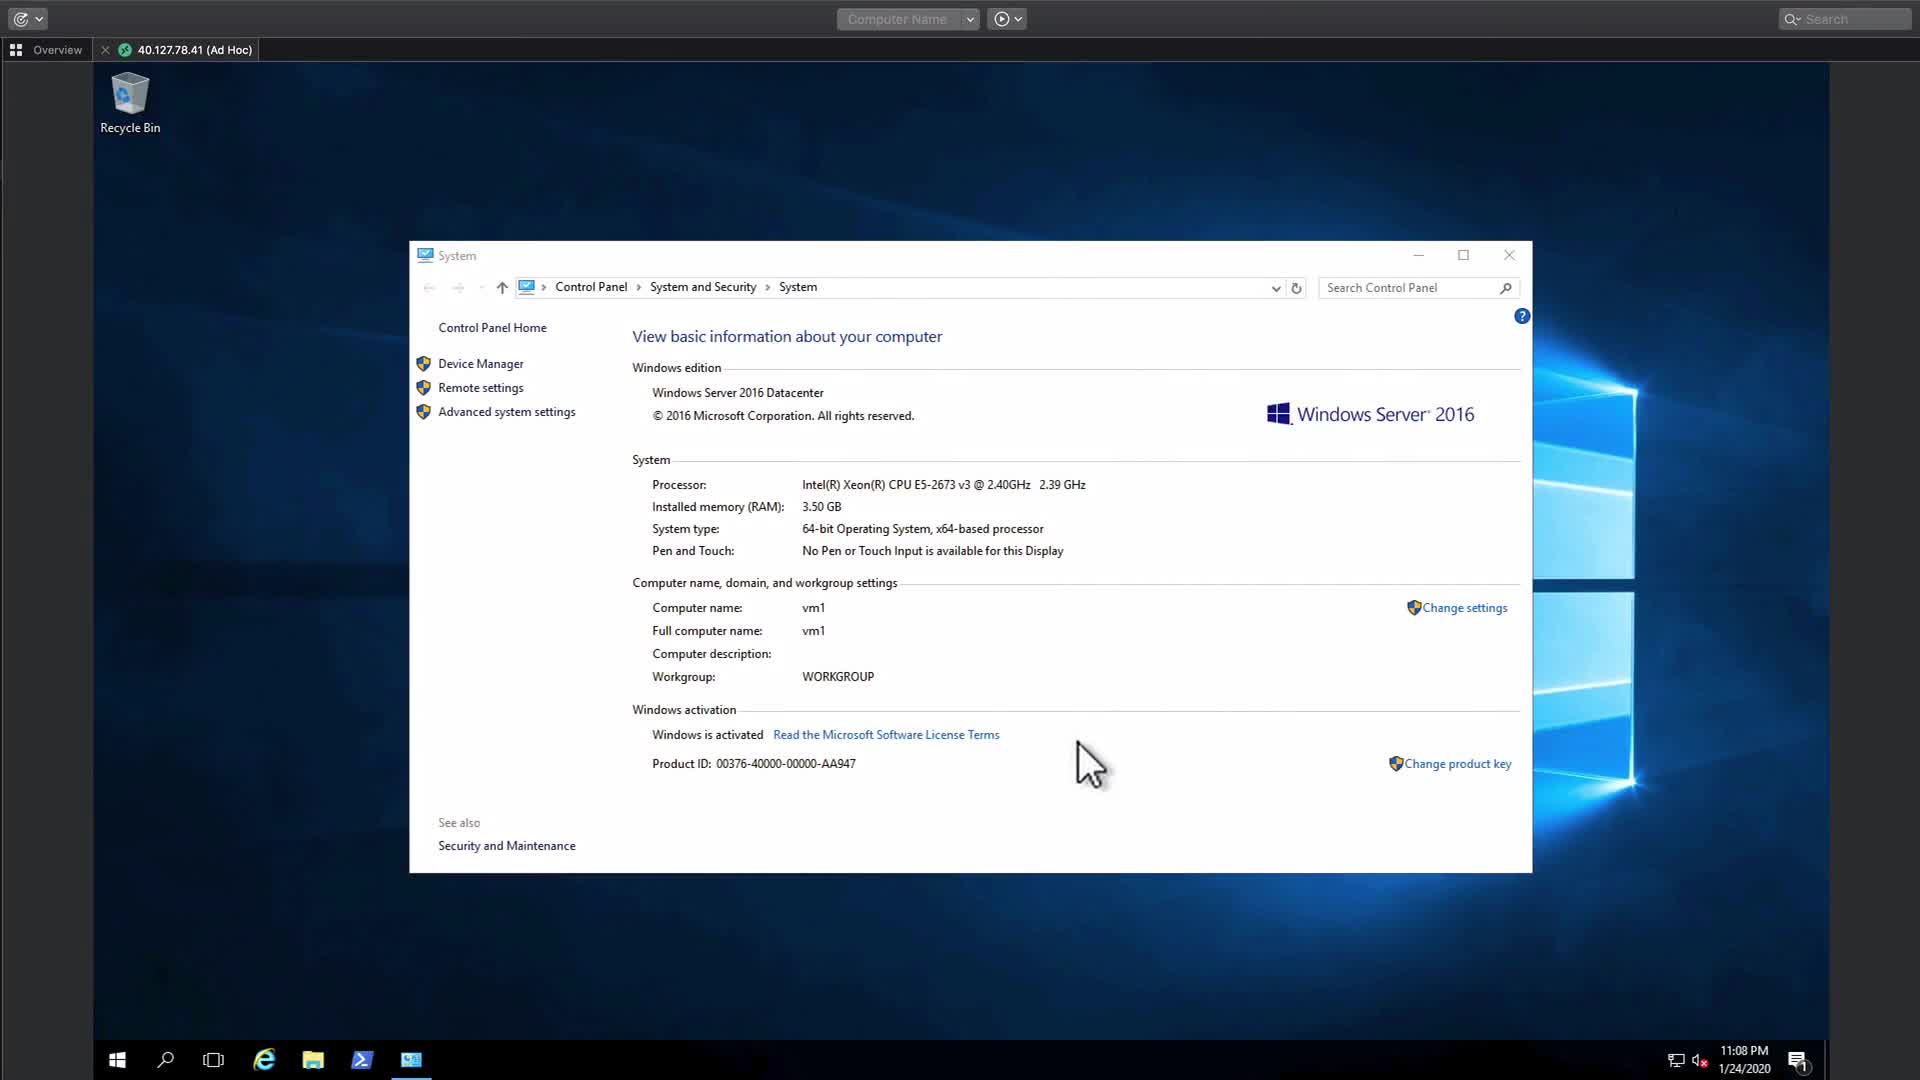 Computer Name
Search
Overview
40.127.78.41 (Ad Hoc)
Recycle Bin
System
Control Panel
System and Security
System
Search Control Panel
Control Panel Home
Device Manager
Remote settings
Advanced system settings
View basic information about your computer
Windows edition
Windows Server 2016 Datacenter
© 2016 Microsoft Corporation. All rights reserved.
Windows Server® 2016
System
Processor: Intel(R) Xeon(R) CPU E5-2673 v3 @ 2.40GHz 2.39 GHz
Installed memory (RAM): 3.50 GB
System type: 64-bit Operating System, x64-based processor
Pen and Touch: No Pen or Touch Input is available for this Display
Computer name, domain, and workgroup settings
Computer name: vm1
Change settings
Full computer name: vm1
Computer description:
Workgroup: WORKGROUP
Windows activation
Windows is activated Read the Microsoft Software License Terms
Product ID: 00376-40000-00000-AA947
Change product key
See also
Security and Maintenance
11:08 PM
1/24/2020
1